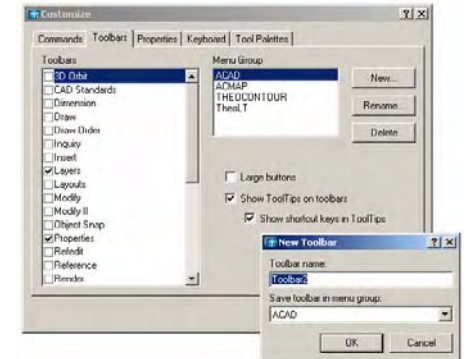 Customize
Commands Toolbars Properties Keyboard Tool Palettes
Toolbars
3D Orbit
CAD Standards
Dimension
Draw
Draw Order
Inquiry
Insert
Layers
Layouts
Modify
Modify II
Object Snap
Properties
Refedit
Reference
Render
Menu Group
ACAD
ACMAP
THEOCONTOUR
TheoLT
New...
Rename...
Delete
Large buttons
Show ToolTips on toolbars
Show shortcut keys in ToolTips
New Toolbar
Toolbar name:
Toolbar2
Save toolbar in menu group:
ACAD
OK Cancel